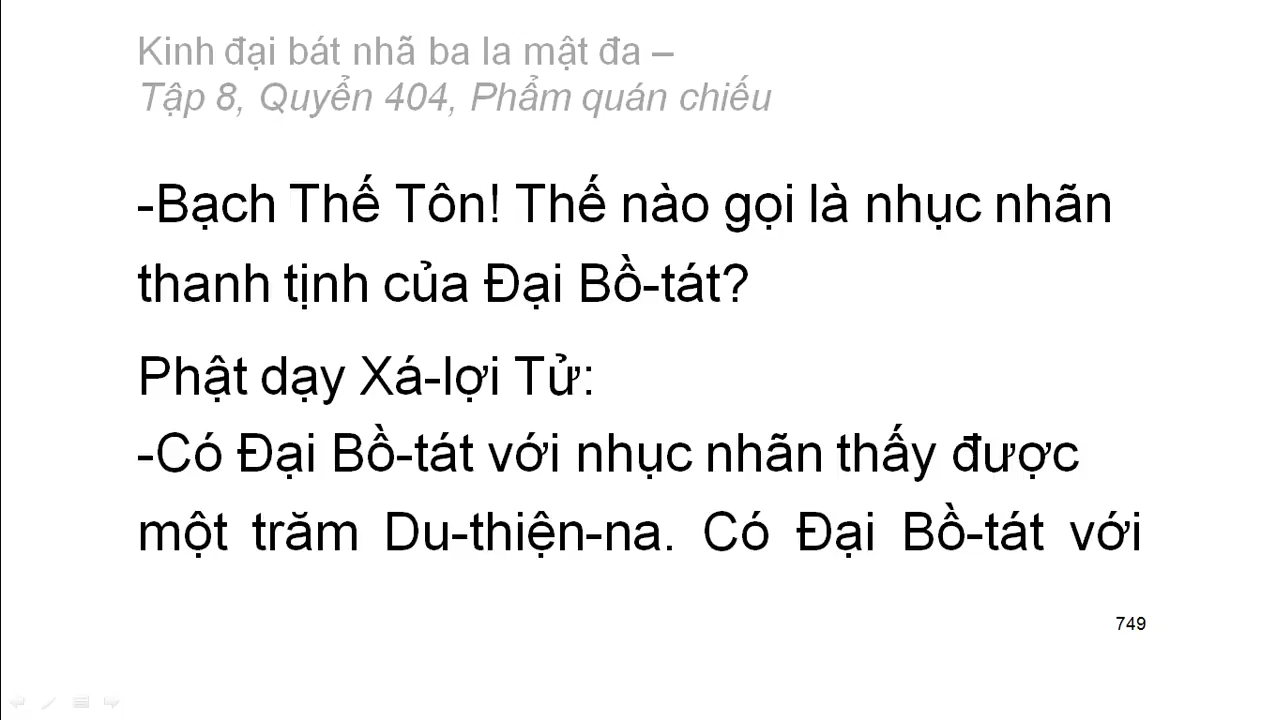 Kinh đại bát nhã ba la mật đa –
Tập 8, Quyển 404, Phẩm quán chiếu
-Bạch Thế Tôn! Thế nào gọi là nhục nhãn
thanh tịnh của Đại Bồ-tát?
Phật dạy Xá-lợi Tử:
-Có Đại Bồ-tát với nhục nhãn thấy được
một trăm Du-thiện-na. Có Đại Bồ-tát với
749